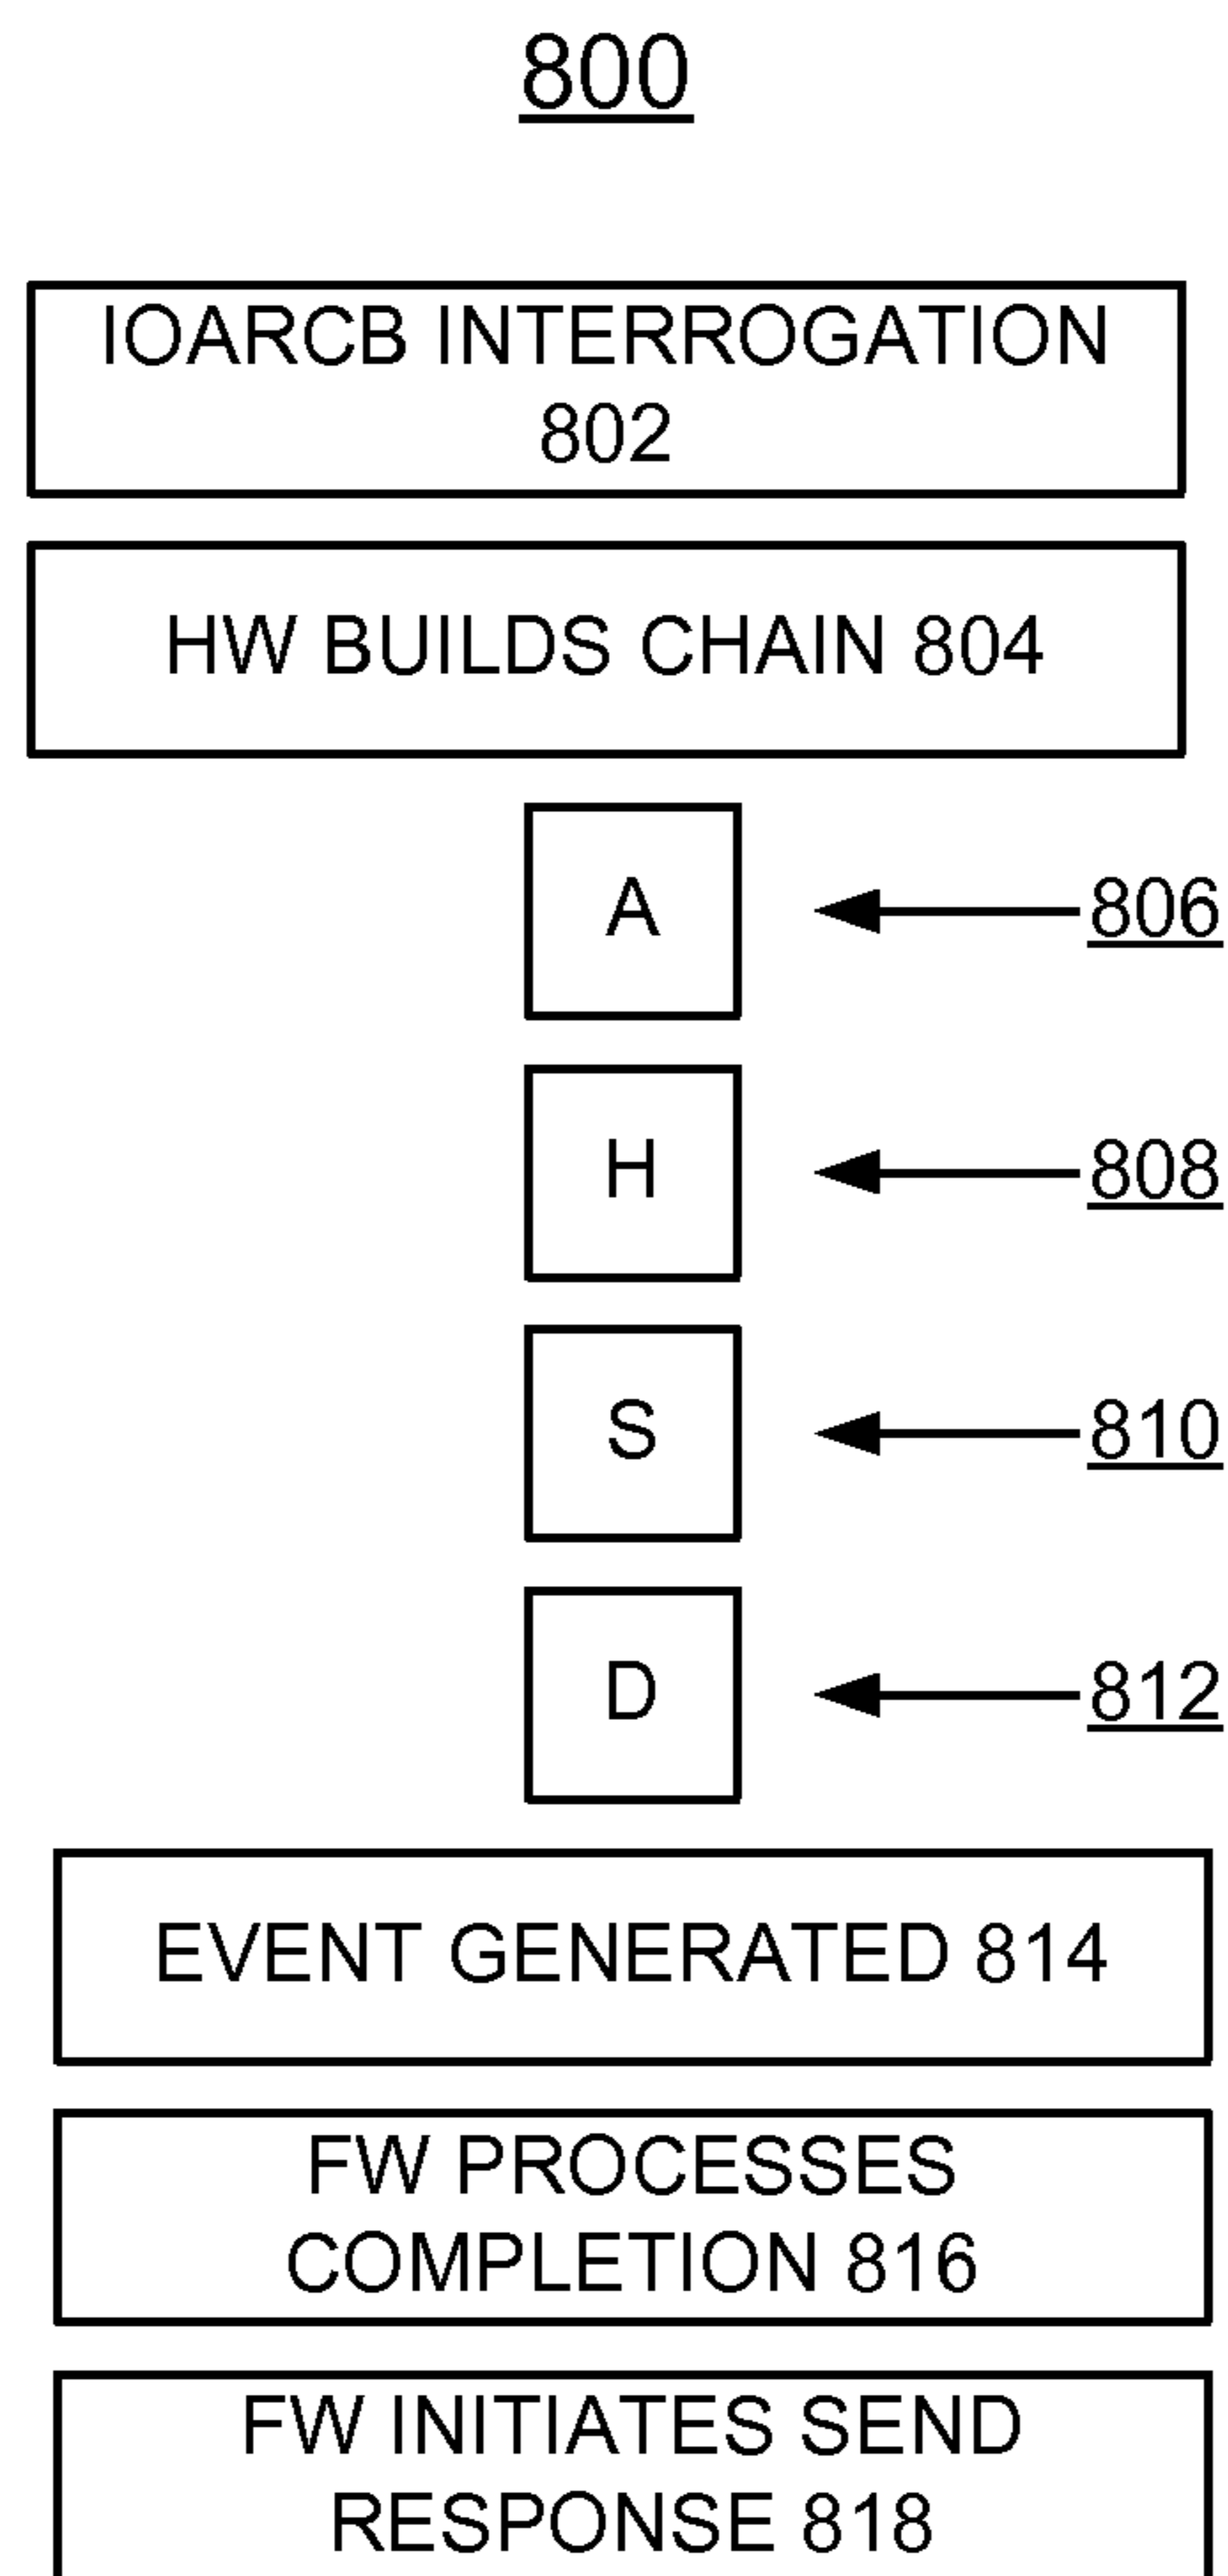 800
IOARCB INTERROGATION
802
HW BUILDS CHAIN 804
A 806
H 808
S 810
D 812
EVENT GENERATED 814
FW PROCESSES
COMPLETION 816
FW INITIATES SEND
RESPONSE 818